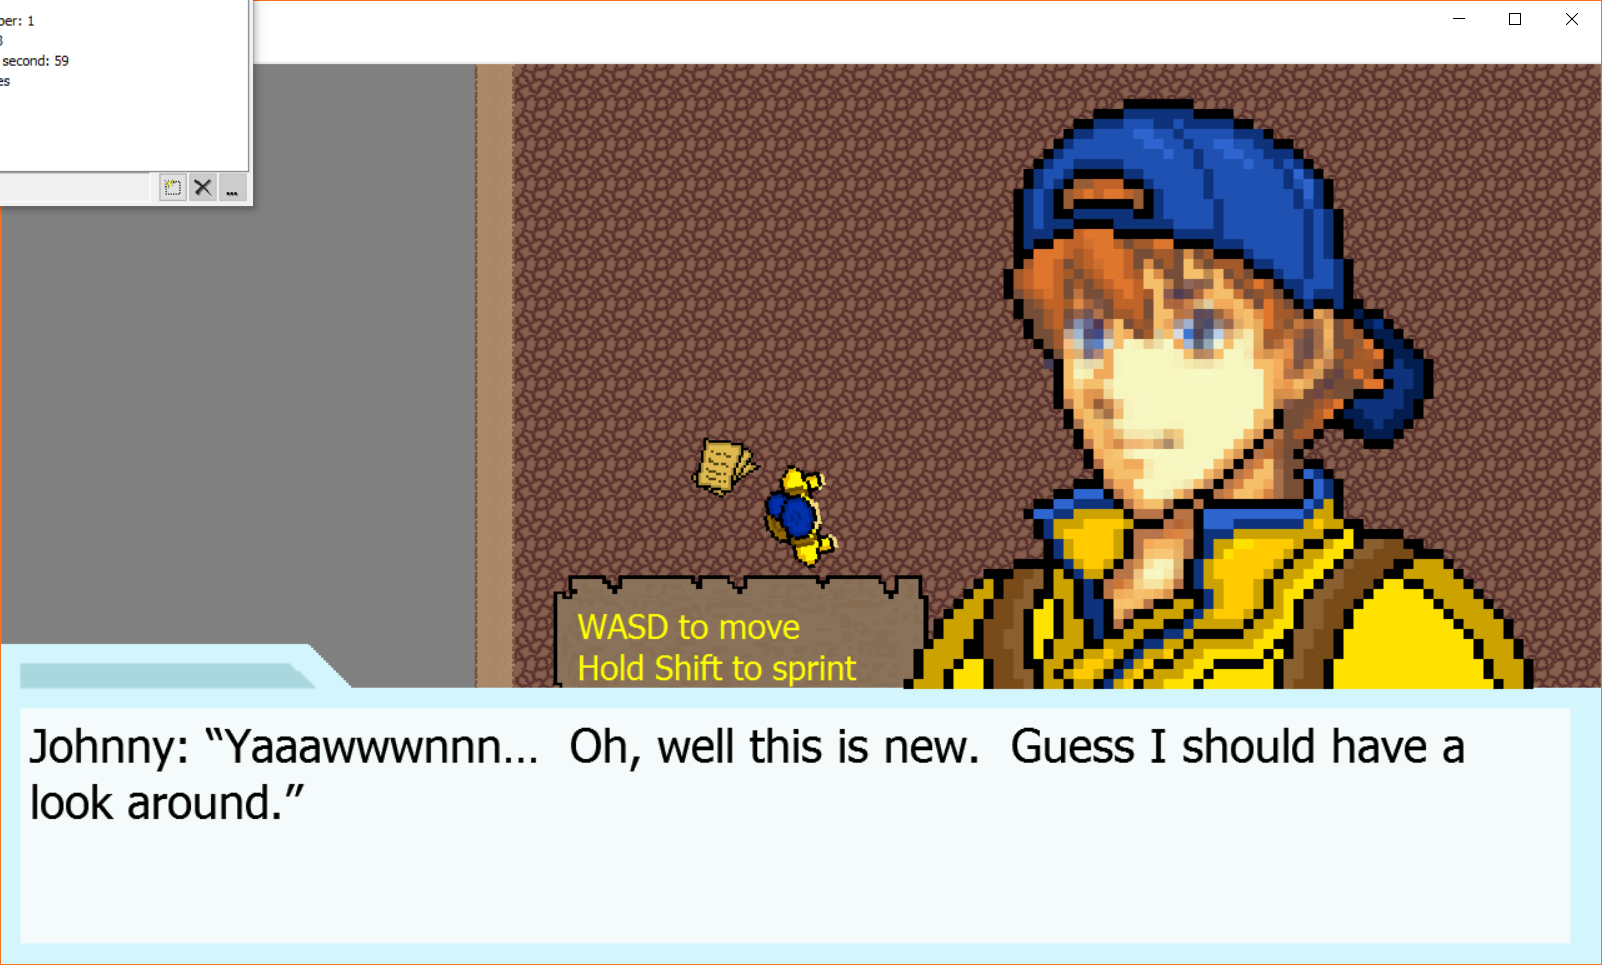 : 1
second: 59
WASD to move
Hold Shift to sprint
Johnny: “Yaaawwwnnn...  Oh, well this is new.  Guess I should have a
look around.”